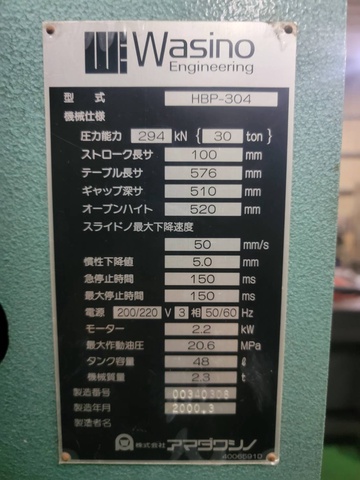 Wasino
Engineering
型式 HBP-304
機械仕様
圧力能力 294 kN { 30 ton}
ストローク長サ 100 mm
テーブル長サ 576 mm
ギャップ深サ 510 mm
オープンハイト 520 mm
スライドノ最大下降速度
50 mm/s
慣性下降値 5.0 mm
急停止時間 150 ms
最大停止時間 150 ms
電源 200/220 V 3 相 50/60 Hz
モーター 2.2 kW
最大作動油圧 20.6 MPa
タンク容量 48 ℓ
機械質量 2.3 t
製造番号
製造年月 2000.3
製造者名
株式会社 アマダワシノ
40065910